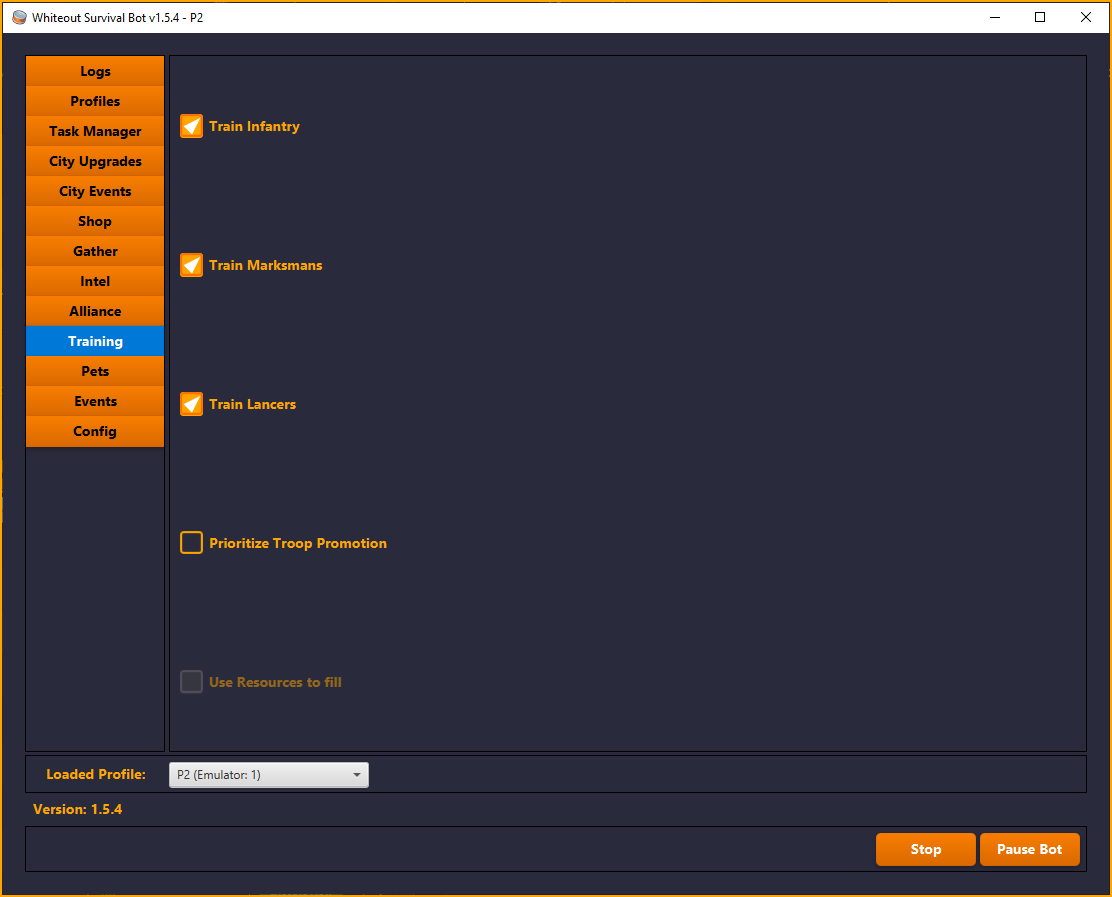 Whiteout Survival Bot v1.5.4 - P2
Logs
Profiles
Task Manager
City Upgrades
City Events
Shop
Gather
Intel
Alliance
Training
Pets
Events
Config
Train Infantry
Train Marksmans
Train Lancers
Prioritize Troop Promotion
Use Resources to fill
Loaded Profile: P2 (Emulator: 1)
Version: 1.5.4
Stop Pause Bot